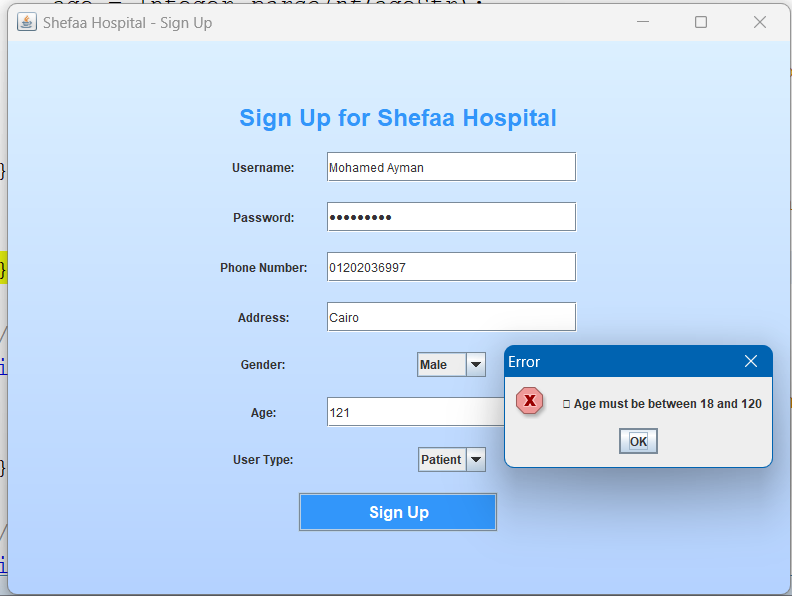 Shefaa Hospital - Sign Up
Sign Up for Shefaa Hospital
Username:
Mohamed Ayman
Password:
•••••••••
Phone Number:
01202036997
Address:
Cairo
Gender:
Male
Age:
121
User Type:
Patient
Sign Up
Error
Age must be between 18 and 120
OK